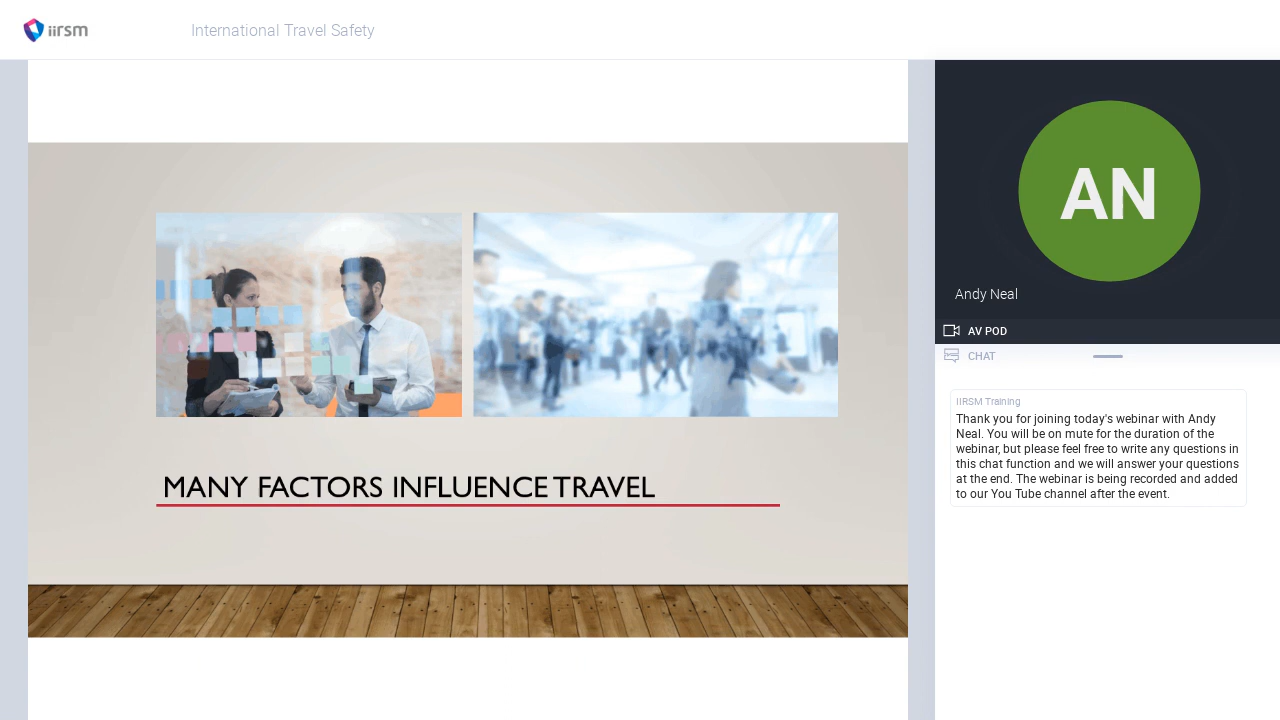 iirsm
International Travel Safety
MANY FACTORS INFLUENCE TRAVEL
AN
Andy Neal
AV POD
CHAT
IIRSM Training
Thank you for joining today's webinar with Andy
Neal. You will be on mute for the duration of the
webinar, but please feel free to write any questions in
this chat function and we will answer your questions
at the end. The webinar is being recorded and added
to our You Tube channel after the event.